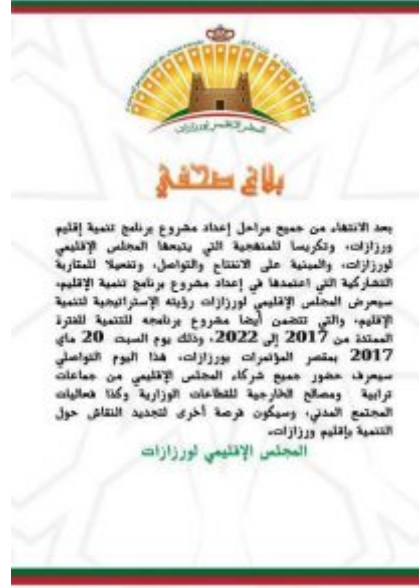 المجلس الإقليمي لورزازات
بلاغ صحفي
بعد الانتهاء من جميع مراحل إعداد مشروع برنامج تنمية إقليم
ورزازات، وتكريسا للمنهجية التي يتبعها المجلس الإقليمي
لورزازات، والمبنية على الانفتاح والتواصل، وتفعيلا للمقاربة
التشاركية التي اعتمدها في إعداد مشروع برنامج تنمية الإقليم،
سيعرض المجلس الإقليمي لورزازات رؤيته الإستراتيجية لتنمية
الإقليم، والتي تتضمن أيضا مشروع برنامجه للتنمية للفترة
الممتدة من 2017 إلى 2022، وذلك يوم السبت 20 ماي
2017 بمقصر المؤتمرات بورزازات، هذا اليوم التواصلي
سيعرف حضور جميع شركاء المجلس الإقليمي من جماعات
ترابية ومصالح الخارجية للقطاعات الوزارية وكذا فعاليات
المجتمع المدني، وسيكون فرصة أخرى لتجديد النقاش حول
التنمية بإقليم ورزازات.
المجلس الإقليمي لورزازات